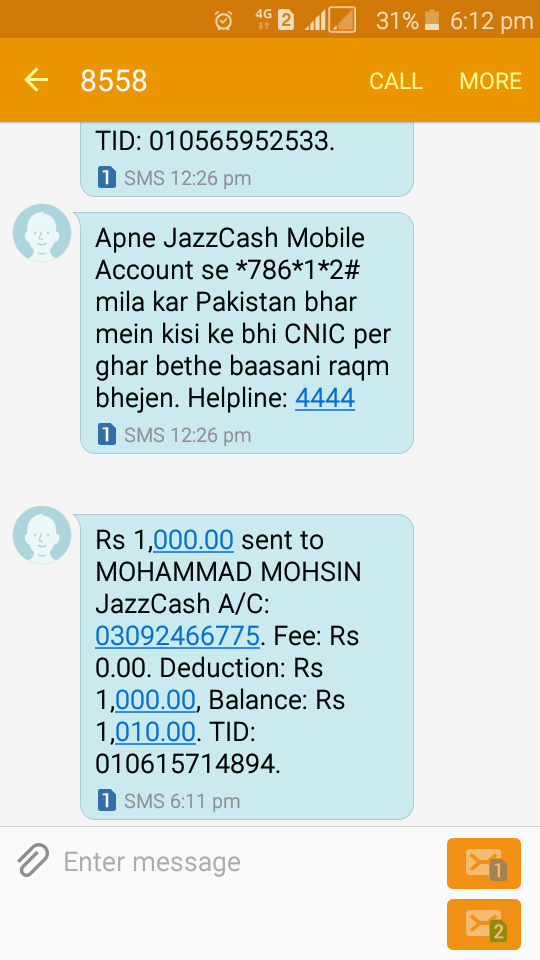 4G 2 31% 6:12 pm
8558 CALL MORE
TID: 010565952533.
1 SMS 12:26 pm
Apne JazzCash Mobile
Account se *786*1*2#
mila kar Pakistan bhar
mein kisi ke bhi CNIC per
ghar bethe baasani raqm
bhejen. Helpline: 4444
1 SMS 12:26 pm
Rs 1,000.00 sent to
MOHAMMAD MOHSIN
JazzCash A/C:
03092466775. Fee: Rs
0.00. Deduction: Rs
1,000.00, Balance: Rs
1,010.00. TID:
010615714894.
1 SMS 6:11 pm
Enter message
1
2